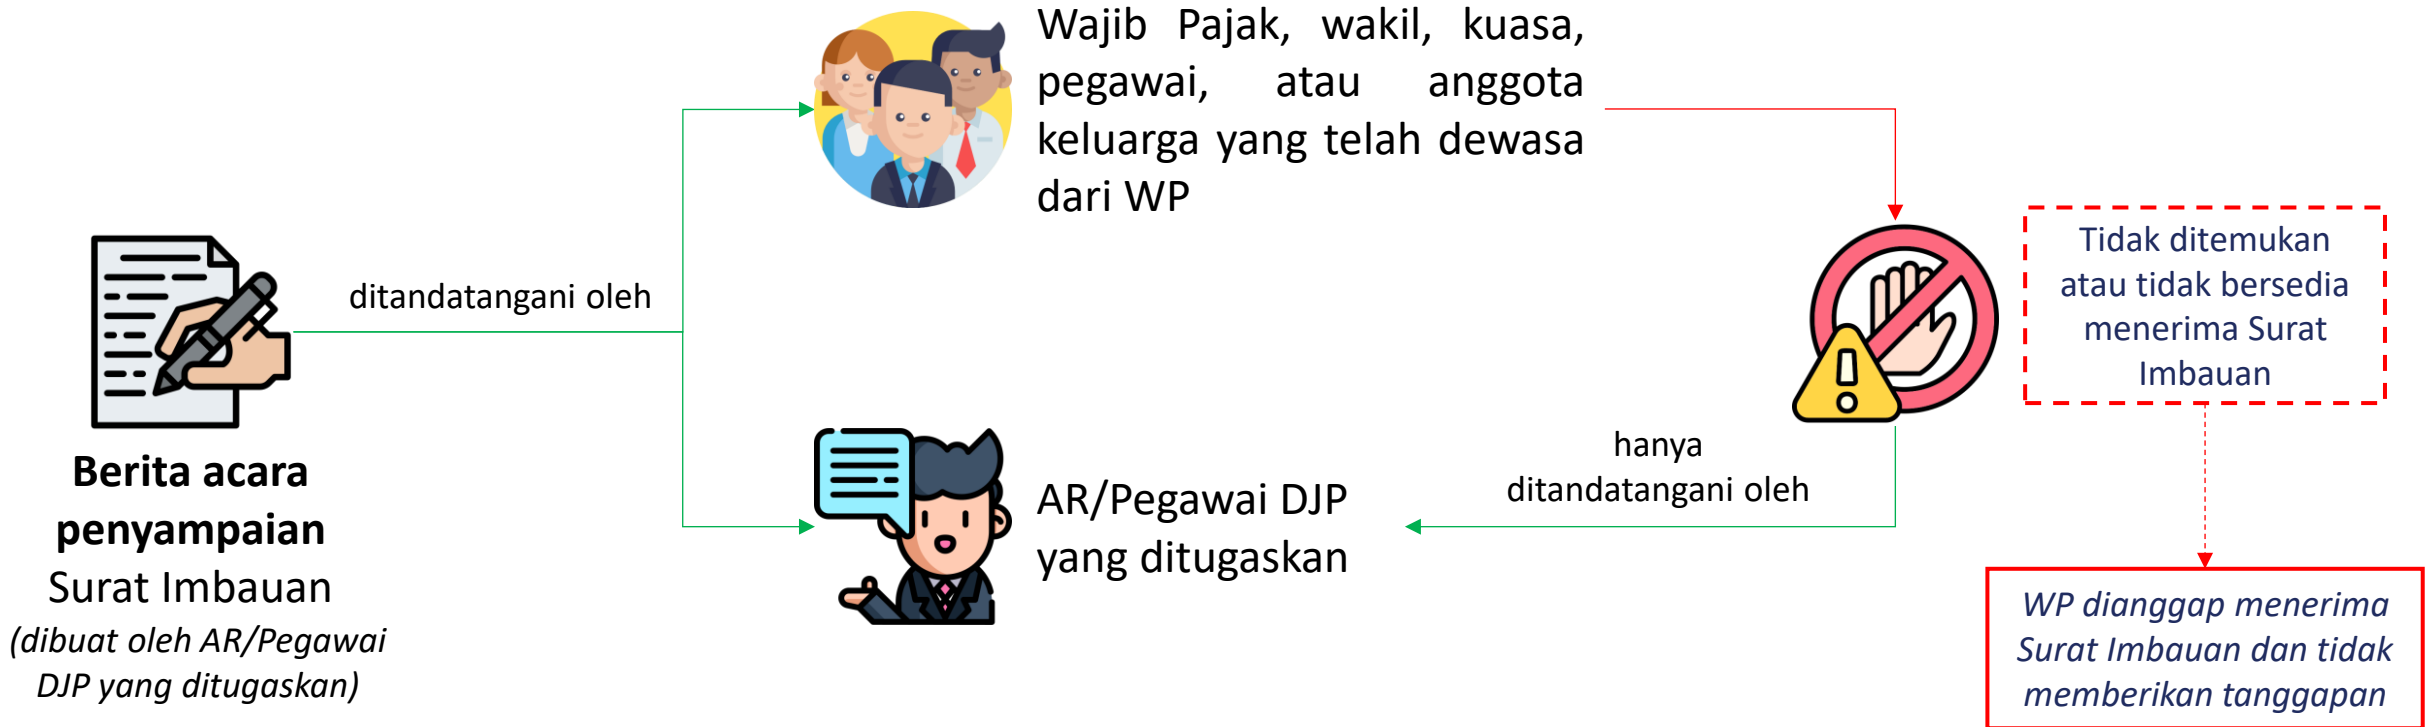 Wajib Pajak, wakil, kuasa,
pegawai, atau anggota
keluarga yang telah dewasa
dari WP
Tidak ditemukan
atau tidak bersedia
menerima Surat
Imbauan
ditandatangani oleh
Berita acara
penyampaian
Surat Imbauan
(dibuat oleh AR/Pegawai
DJP yang ditugaskan)
AR/Pegawai DJP
yang ditugaskan
hanya
ditandatangani oleh
WP dianggap menerima
Surat Imbauan dan tidak
memberikan tanggapan